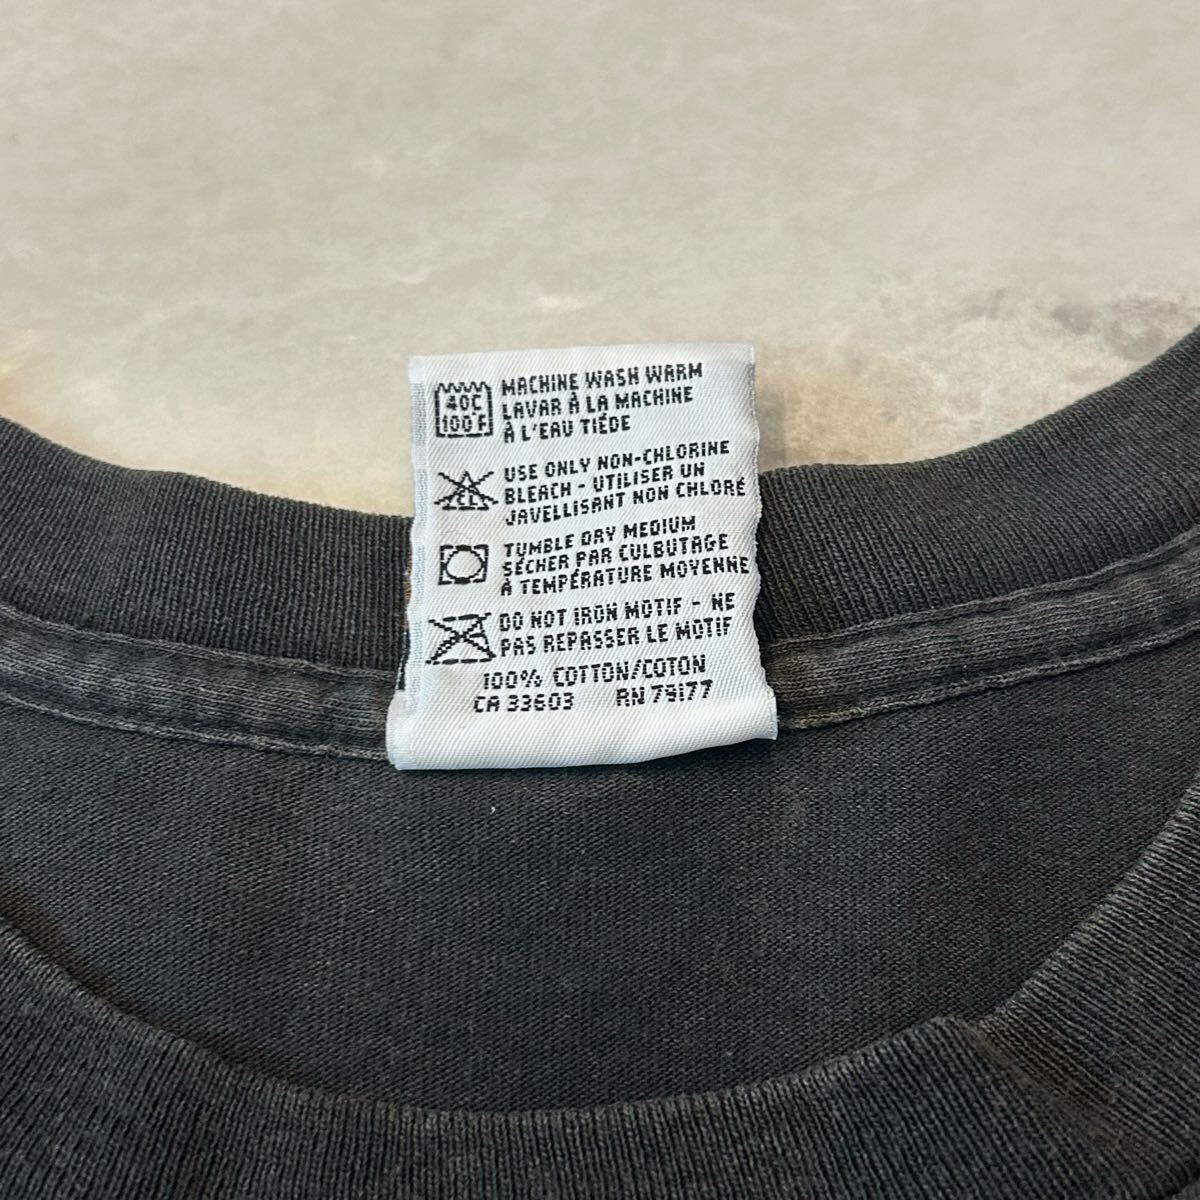 40C
100F
MACHINE WASH WARM
LAVAR À LA MACHINE
À L'EAU TIÉDE
CL
USE ONLY NON-CHLORINE
BLEACH - UTILISER UN
JAVELLISANT NON CHLORÉ
TUMBLE DRY MEDIUM
SÉCHER PAR CULBUTAGE
À TEMPÉRATURE MOYENNE
DO NOT IRON MOTIF - NE
PAS REPASSER LE MOTIF
100% COTTON/COTON
CA 33603 RN 79177